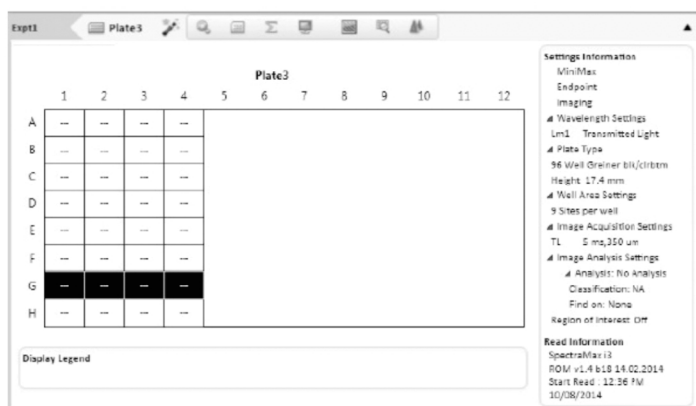 Expt1 Plate3
Plate3
1 2 3 4 5 6 7 8 9 10 11 12
A -- -- -- --
B -- -- -- --
C -- -- -- --
D -- -- -- --
E -- -- -- --
F -- -- -- --
G -- -- -- --
H -- -- -- --
Display Legend
Settings Information
MiniMax
Endpoint
Imaging
Wavelength Settings
Lm1 Transmitted Light
Plate Type
96 Well Greiner blk/clrbtm
Height 17.4 mm
Well Area Settings
9 Sites per well
Image Acquisition Settings
TL 5 ms,350 um
Image Analysis Settings
Analysis: No Analysis
Classification: NA
Find on: None
Region of Interest Off
Read Information
SpectraMax i3
ROM v1.4 b18 14.02.2014
Start Read : 12:36 PM
10/08/2014